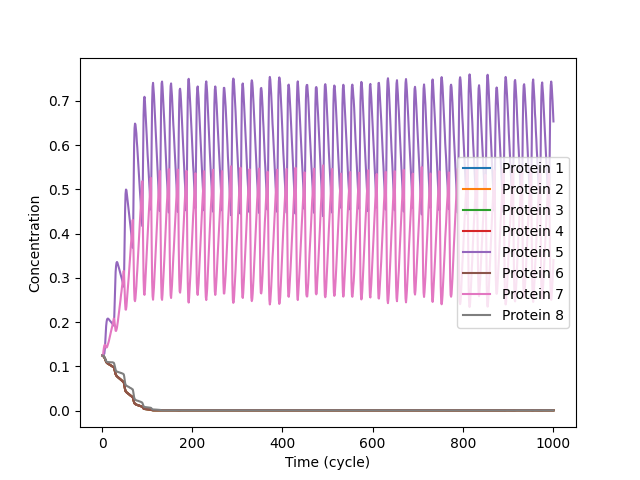 0.7
0.6
0.5
0.4
0.3
0.2
0.1
0.0
Concentration
0
200
400
600
800
1000
Time (cycle)
Protein 1
Protein 2
Protein 3
Protein 4
Protein 5
Protein 6
Protein 7
Protein 8